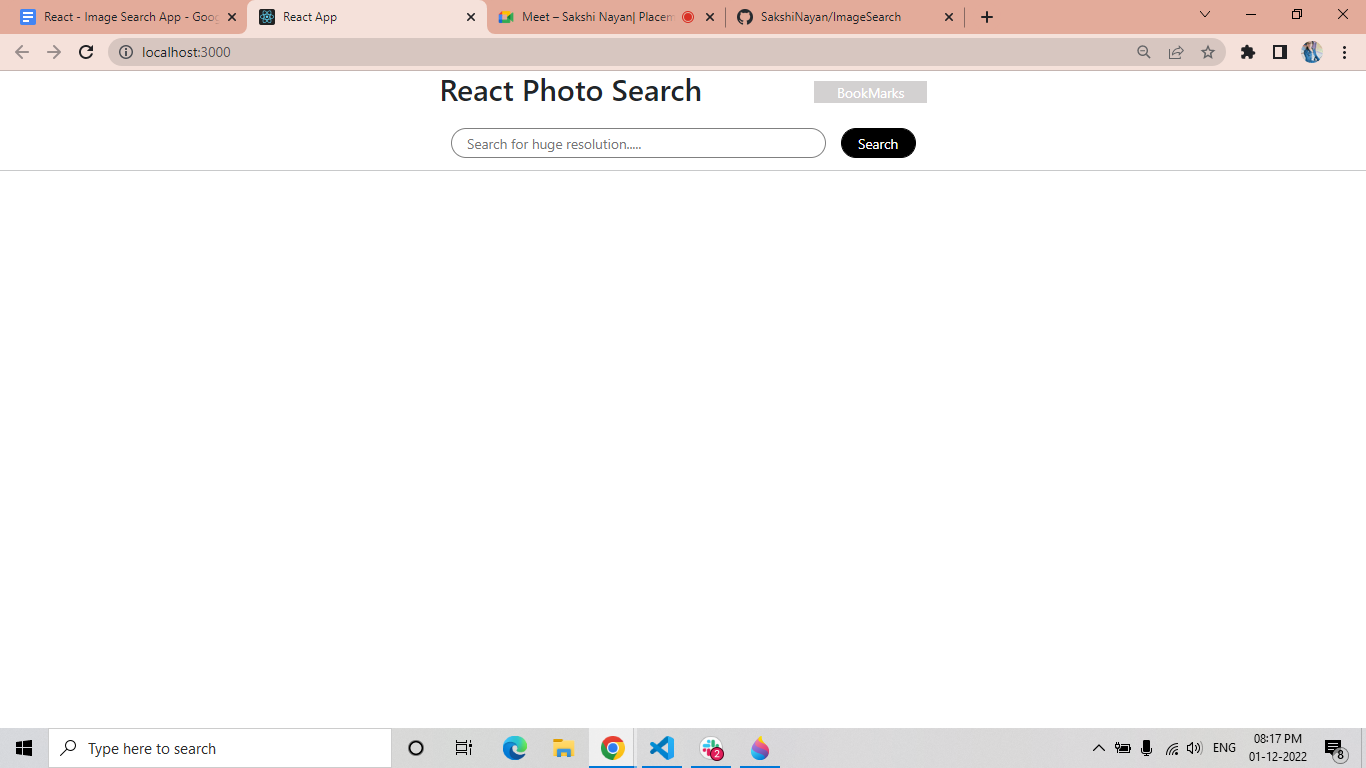 React - Image Search App - Goog
React App
Meet – Sakshi Nayan| Placem
SakshiNayan/ImageSearch
localhost:3000
React Photo Search
BookMarks
Search for huge resolution.....
Search
Type here to search
2
ENG
08:17 PM
01-12-2022
8